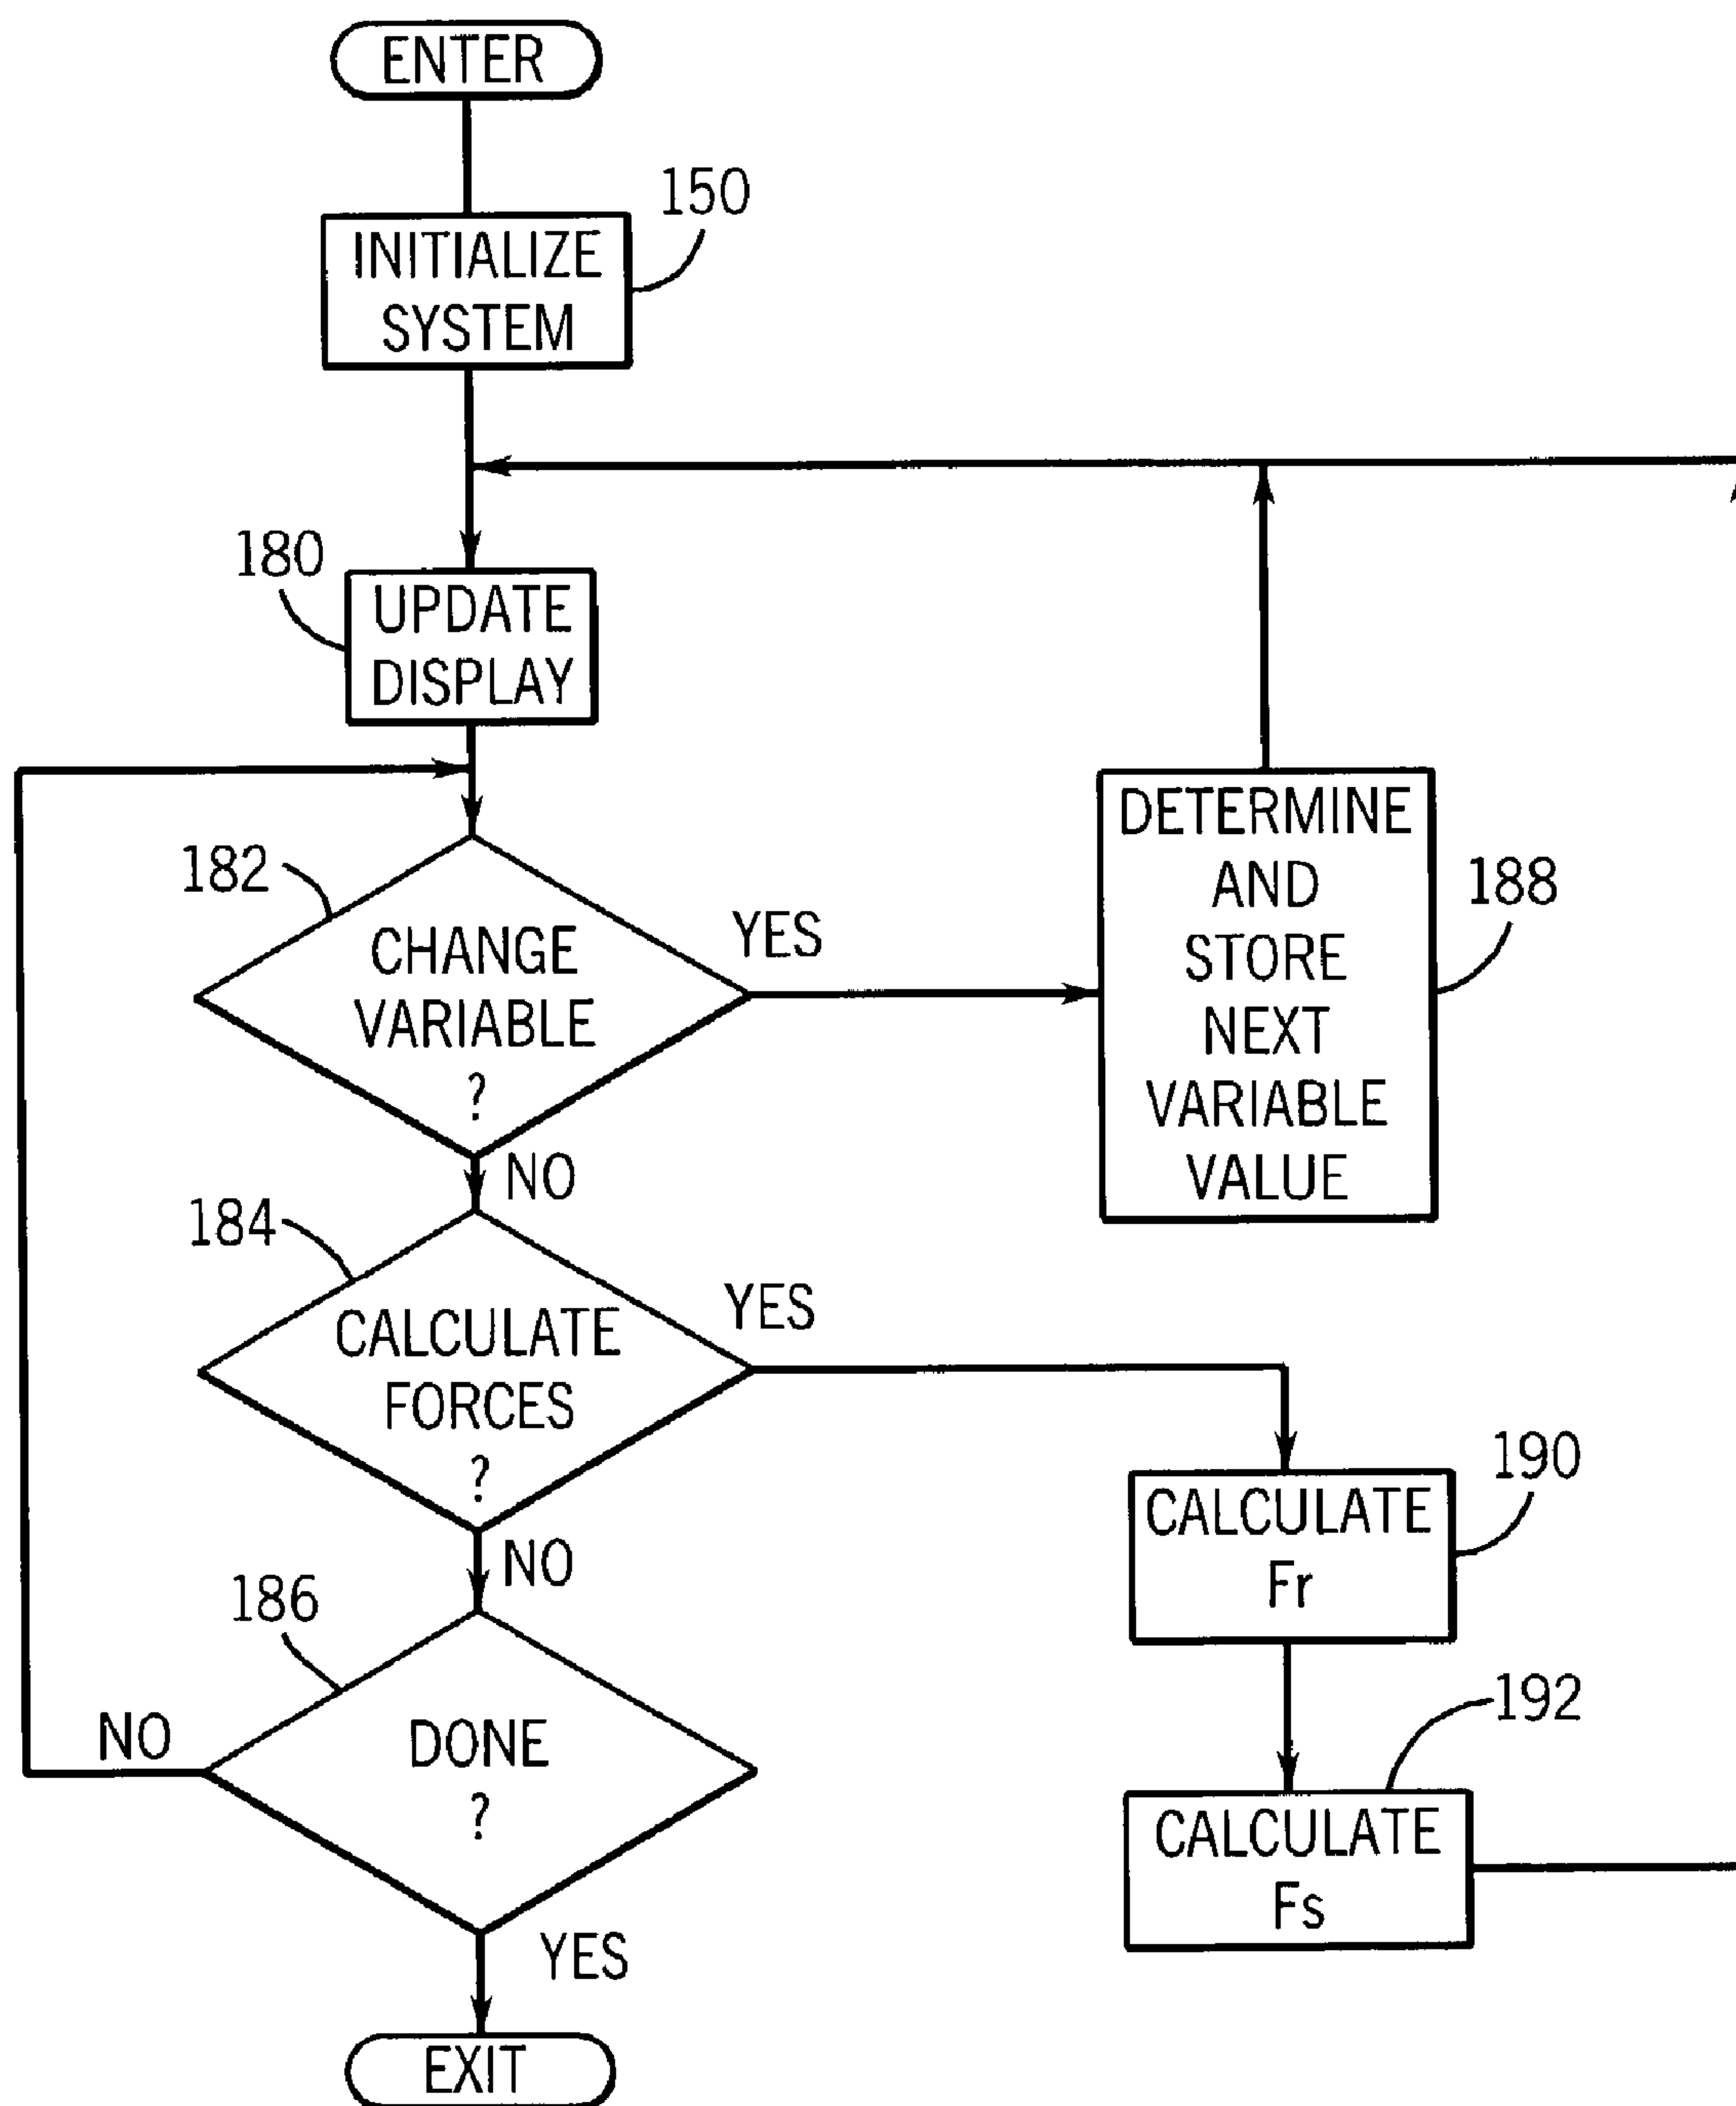 ENTER
150
INITIALIZE
SYSTEM
180
UPDATE
DISPLAY
182
CHANGE
VARIABLE
?
YES
NO
DETERMINE
AND
STORE
NEXT
VARIABLE
VALUE
188
184
CALCULATE
FORCES
?
YES
NO
190
CALCULATE
Fr
186
DONE
?
NO
YES
192
CALCULATE
Fs
EXIT